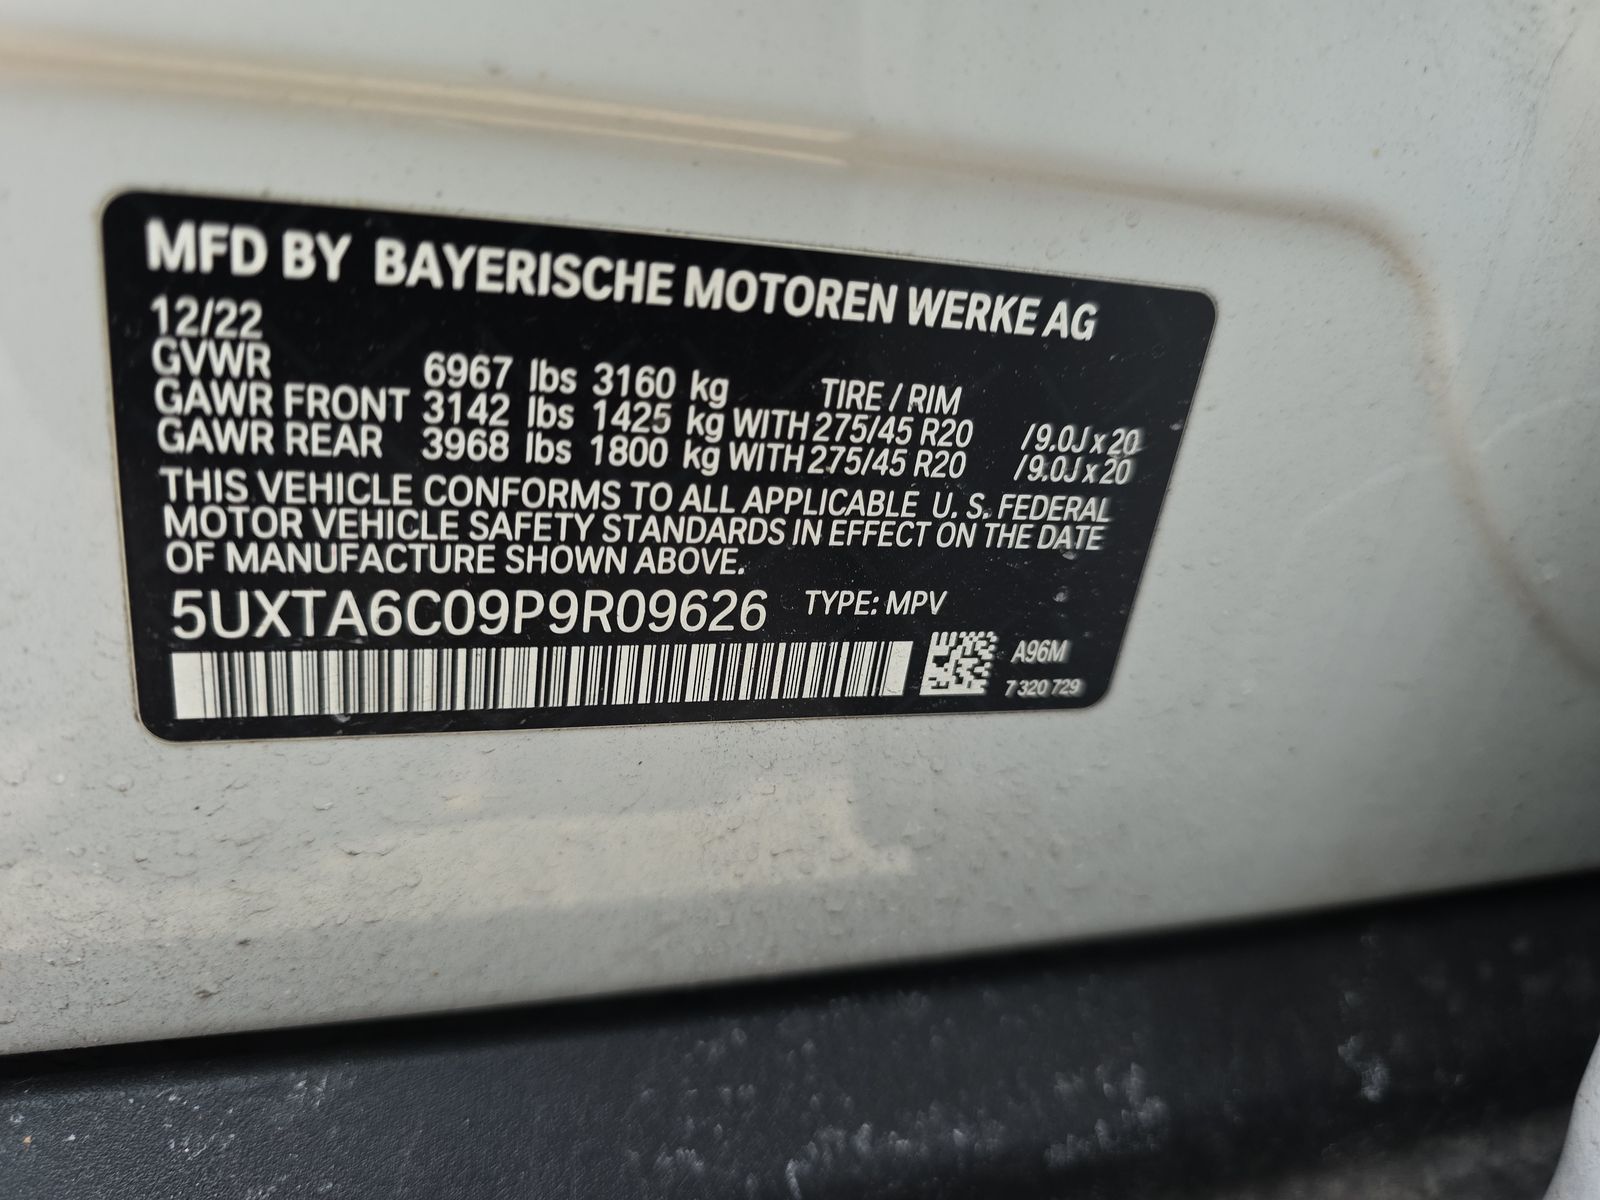 MFD BY BAYERISCHE MOTOREN WERKE AG
12/22
GVWR 6967 lbs 3160 kg TIRE / RIM
GAWR FRONT 3142 lbs 1425 kg WITH 275/45 R20 /9.0J x 20
GAWR REAR 3968 lbs 1800 kg WITH 275/45 R20 /9.0J x 20
THIS VEHICLE CONFORMS TO ALL APPLICABLE U. S. FEDERAL
MOTOR VEHICLE SAFETY STANDARDS IN EFFECT ON THE DATE
OF MANUFACTURE SHOWN ABOVE.
5UXTA6C09P9R09626 TYPE: MPV
A96M
7 320 729